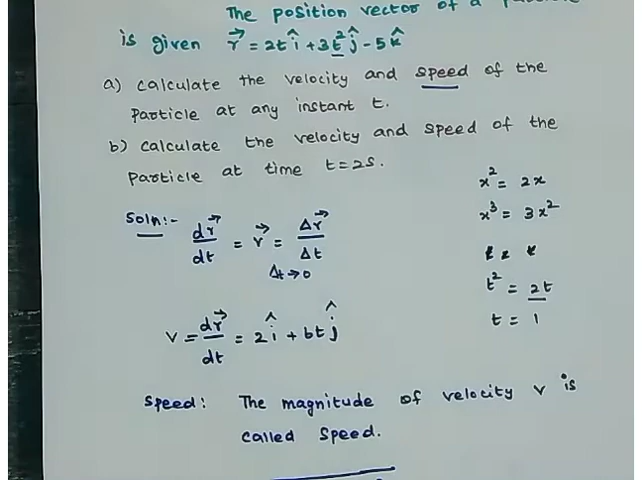 The position vector of a
is given r⃗ = 2t î + 3t² ĵ - 5 k̂
a) calculate the velocity and speed of the
Particle at any instant t.
b) calculate the velocity and speed of the
Particle at time t=2s.
x² = 2x
x³ = 3x²
t² = 2t
t = 1
Soln:- dr⃗/dt = r⃗ = Δr⃗/Δt
Δt→0
v = dr⃗/dt = 2 î + 6t ĵ
Speed: The magnitude of velocity v is
called Speed.